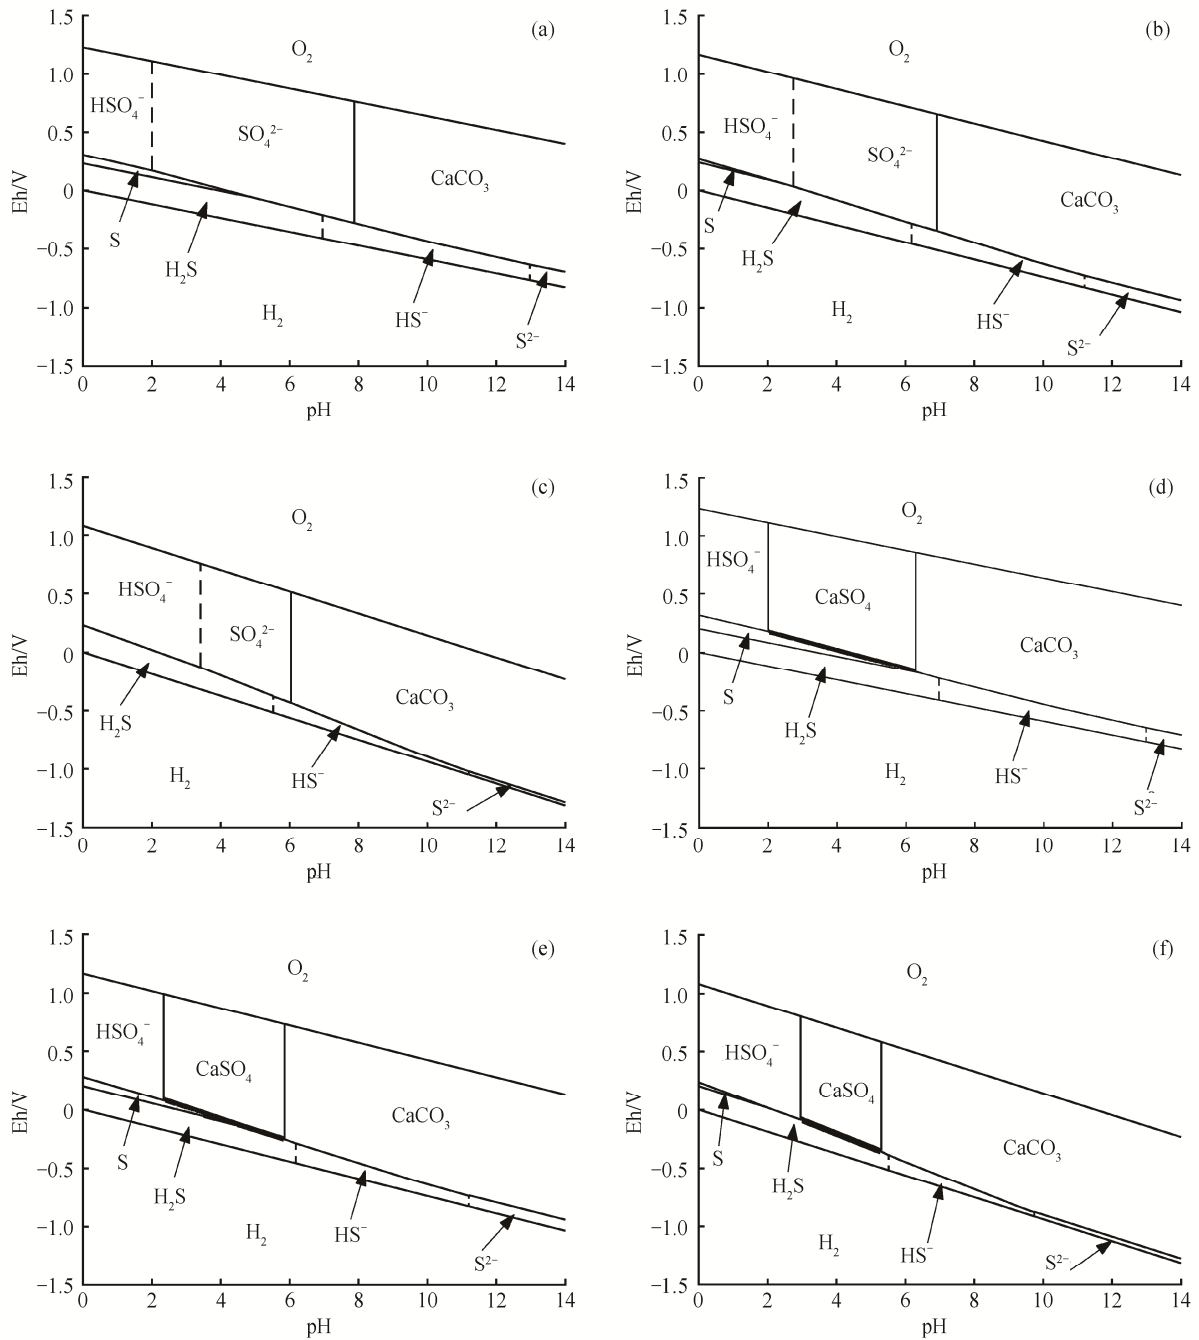 (a)
1.5
1.0
0.5
0
−0.5
−1.0
−1.5
Eh/V
O₂
HSO₄⁻
SO₄²⁻
CaCO₃
S
H₂S
H₂
HS⁻
S²⁻
0 2 4 6 8 10 12 14
pH
(b)
1.5
1.0
0.5
0
−0.5
−1.0
−1.5
Eh/V
O₂
HSO₄⁻
SO₄²⁻
CaCO₃
S
H₂S
H₂
HS⁻
S²⁻
0 2 4 6 8 10 12 14
pH
(c)
1.5
1.0
0.5
0
−0.5
−1.0
−1.5
Eh/V
O₂
HSO₄⁻
SO₄²⁻
CaCO₃
H₂S
H₂
HS⁻
S²⁻
0 2 4 6 8 10 12 14
pH
(d)
1.5
1.0
0.5
0
−0.5
−1.0
−1.5
Eh/V
O₂
HSO₄⁻
CaSO₄
CaCO₃
S
H₂S
H₂
HS⁻
S²⁻
0 2 4 6 8 10 12 14
pH
(e)
1.5
1.0
0.5
0
−0.5
−1.0
−1.5
Eh/V
O₂
HSO₄⁻
CaSO₄
CaCO₃
S
H₂S
H₂
HS⁻
S²⁻
0 2 4 6 8 10 12 14
pH
(f)
1.5
1.0
0.5
0
−0.5
−1.0
−1.5
Eh/V
O₂
HSO₄⁻
CaSO₄
CaCO₃
S
H₂S
H₂
HS⁻
S²⁻
0 2 4 6 8 10 12 14
pH